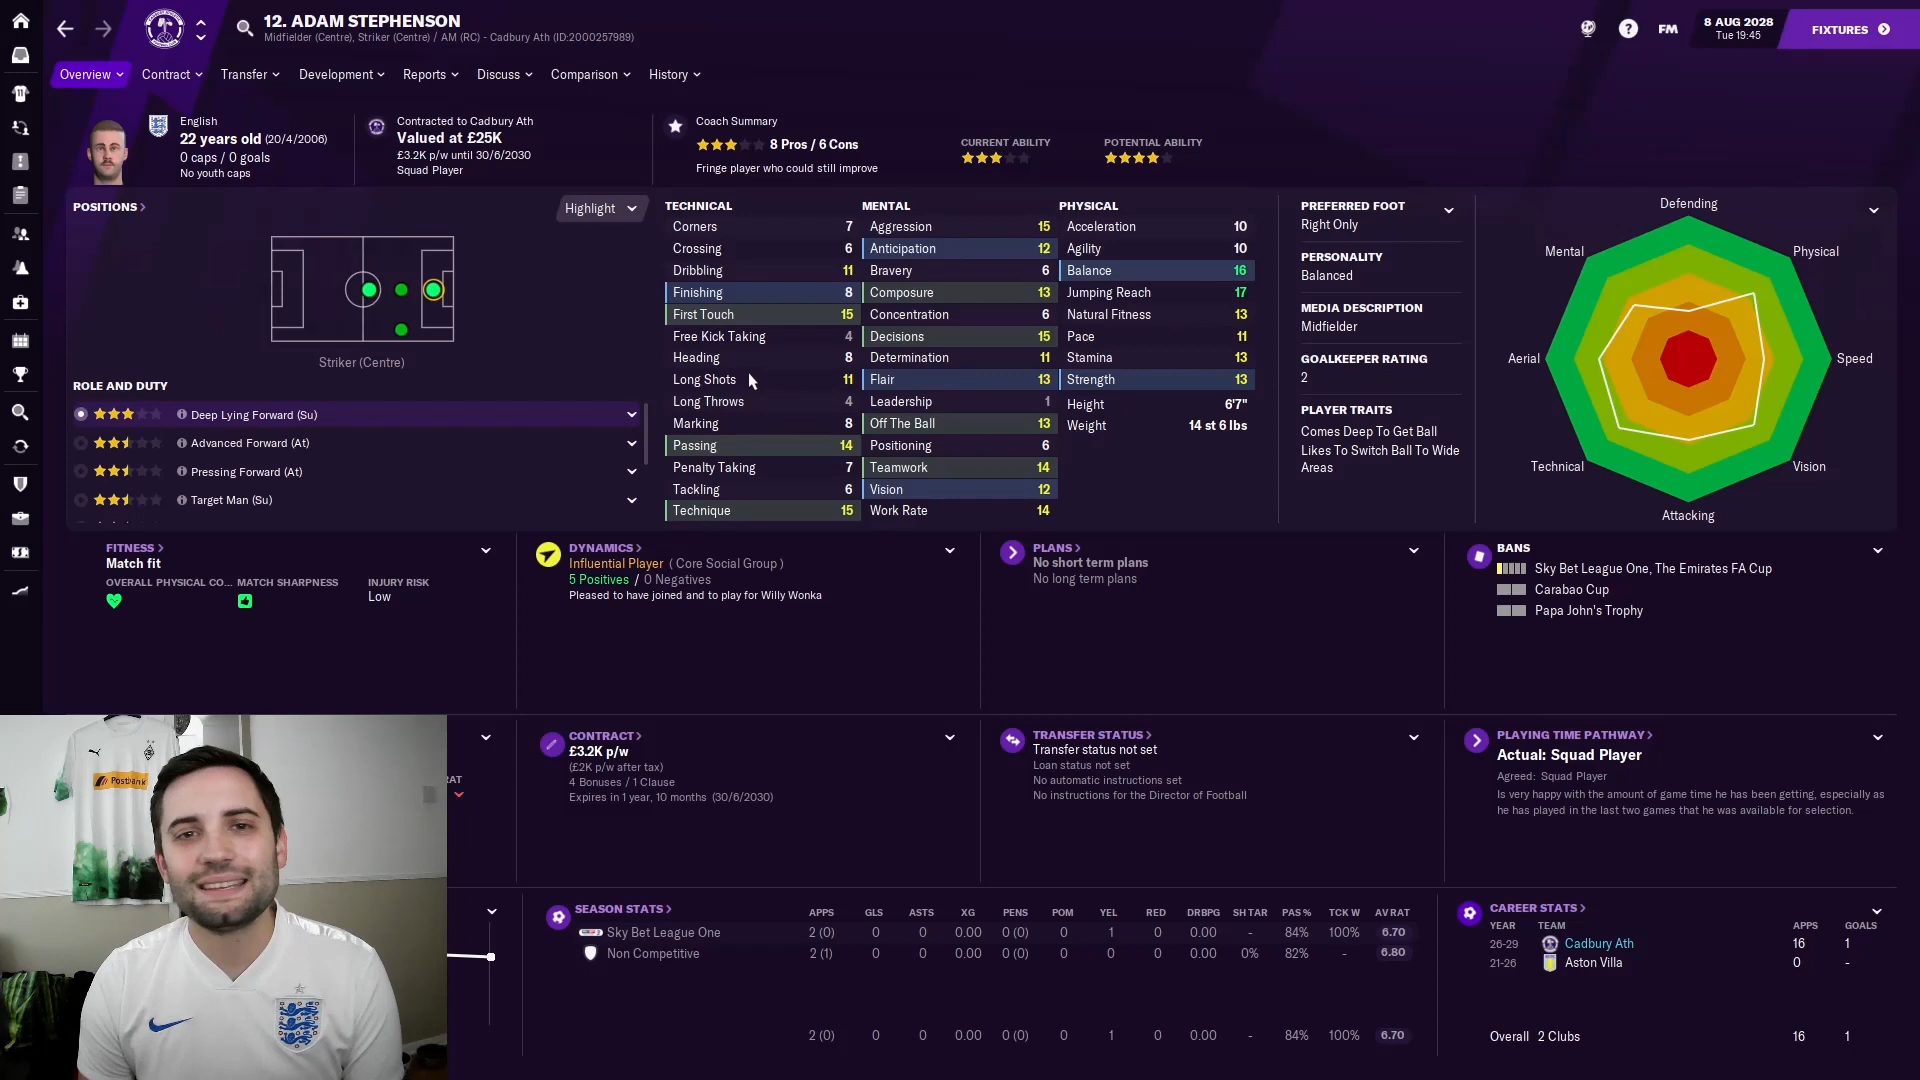 12. ADAM STEPHENSON
Midfielder (Centre), Striker (Centre) / AM (RC) - Cadbury Ath (ID:2000257989)
FM
8 AUG 2028
Tue 19:45
FIXTURES
Overview
Contract
Transfer
Development
Reports
Discuss
Comparison
History
English
22 years old (20/4/2006)
0 caps / 0 goals
No youth caps
Contracted to Cadbury Ath
Valued at £25K
£3.2K p/w until 30/6/2030
Squad Player
Coach Summary
8 Pros / 6 Cons
Fringe player who could still improve
CURRENT ABILITY
POTENTIAL ABILITY
POSITIONS
Highlight
Striker (Centre)
ROLE AND DUTY
Deep Lying Forward (Su)
Advanced Forward (At)
Pressing Forward (At)
Target Man (Su)
TECHNICAL
Corners 7
Crossing 6
Dribbling 11
Finishing 8
First Touch 15
Free Kick Taking 4
Heading 8
Long Shots 11
Long Throws 4
Marking 8
Passing 14
Penalty Taking 7
Tackling 6
Technique 15
MENTAL
Aggression 15
Anticipation 12
Bravery 6
Composure 13
Concentration 6
Decisions 15
Determination 11
Flair 13
Leadership 1
Off The Ball 13
Positioning 6
Teamwork 14
Vision 12
Work Rate 14
PHYSICAL
Acceleration 10
Agility 10
Balance 16
Jumping Reach 17
Natural Fitness 13
Pace 11
Stamina 13
Strength 13
Height 6'7"
Weight 14 st 6 lbs
PREFERRED FOOT
Right Only
PERSONALITY
Balanced
MEDIA DESCRIPTION
Midfielder
GOALKEEPER RATING
2
PLAYER TRAITS
Comes Deep To Get Ball
Likes To Switch Ball To Wide
Areas
Defending
Mental
Physical
Aerial
Speed
Technical
Vision
Attacking
FITNESS
Match fit
OVERALL PHYSICAL CO...
MATCH SHARPNESS
INJURY RISK
Low
DYNAMICS
Influential Player ( Core Social Group )
5 Positives / 0 Negatives
Pleased to have joined and to play for Willy Wonka
PLANS
No short term plans
No long term plans
BANS
Sky Bet League One, The Emirates FA Cup
Carabao Cup
Papa John's Trophy
Postbank
RAT
CONTRACT
£3.2K p/w
(£2K p/w after tax)
4 Bonuses / 1 Clause
Expires in 1 year, 10 months (30/6/2030)
TRANSFER STATUS
Transfer status not set
Loan status not set
No automatic instructions set
No instructions for the Director of Football
PLAYING TIME PATHWAY
Actual: Squad Player
Agreed: Squad Player
Is very happy with the amount of game time he has been getting, especially as
he has played in the last two games that he was available for selection.
SEASON STATS APPS GLS ASTS XG PENS POM YEL RED DRBPG SH TAR PAS % TCK W AV RAT
Sky Bet League One 2 (0) 0 0 0.00 0 (0) 0 1 0 0.00 - 84% 100% 6.70
Non Competitive 2 (1) 0 0 0.00 0 (0) 0 0 0 0.00 0% 82% - 6.80
2 (0) 0 0 0.00 0 (0) 0 1 0 0.00 - 84% 100% 6.70
CAREER STATS
YEAR TEAM APPS GOALS
26-29 Cadbury Ath 16 1
21-26 Aston Villa 0 -
Overall 2 Clubs 16 1